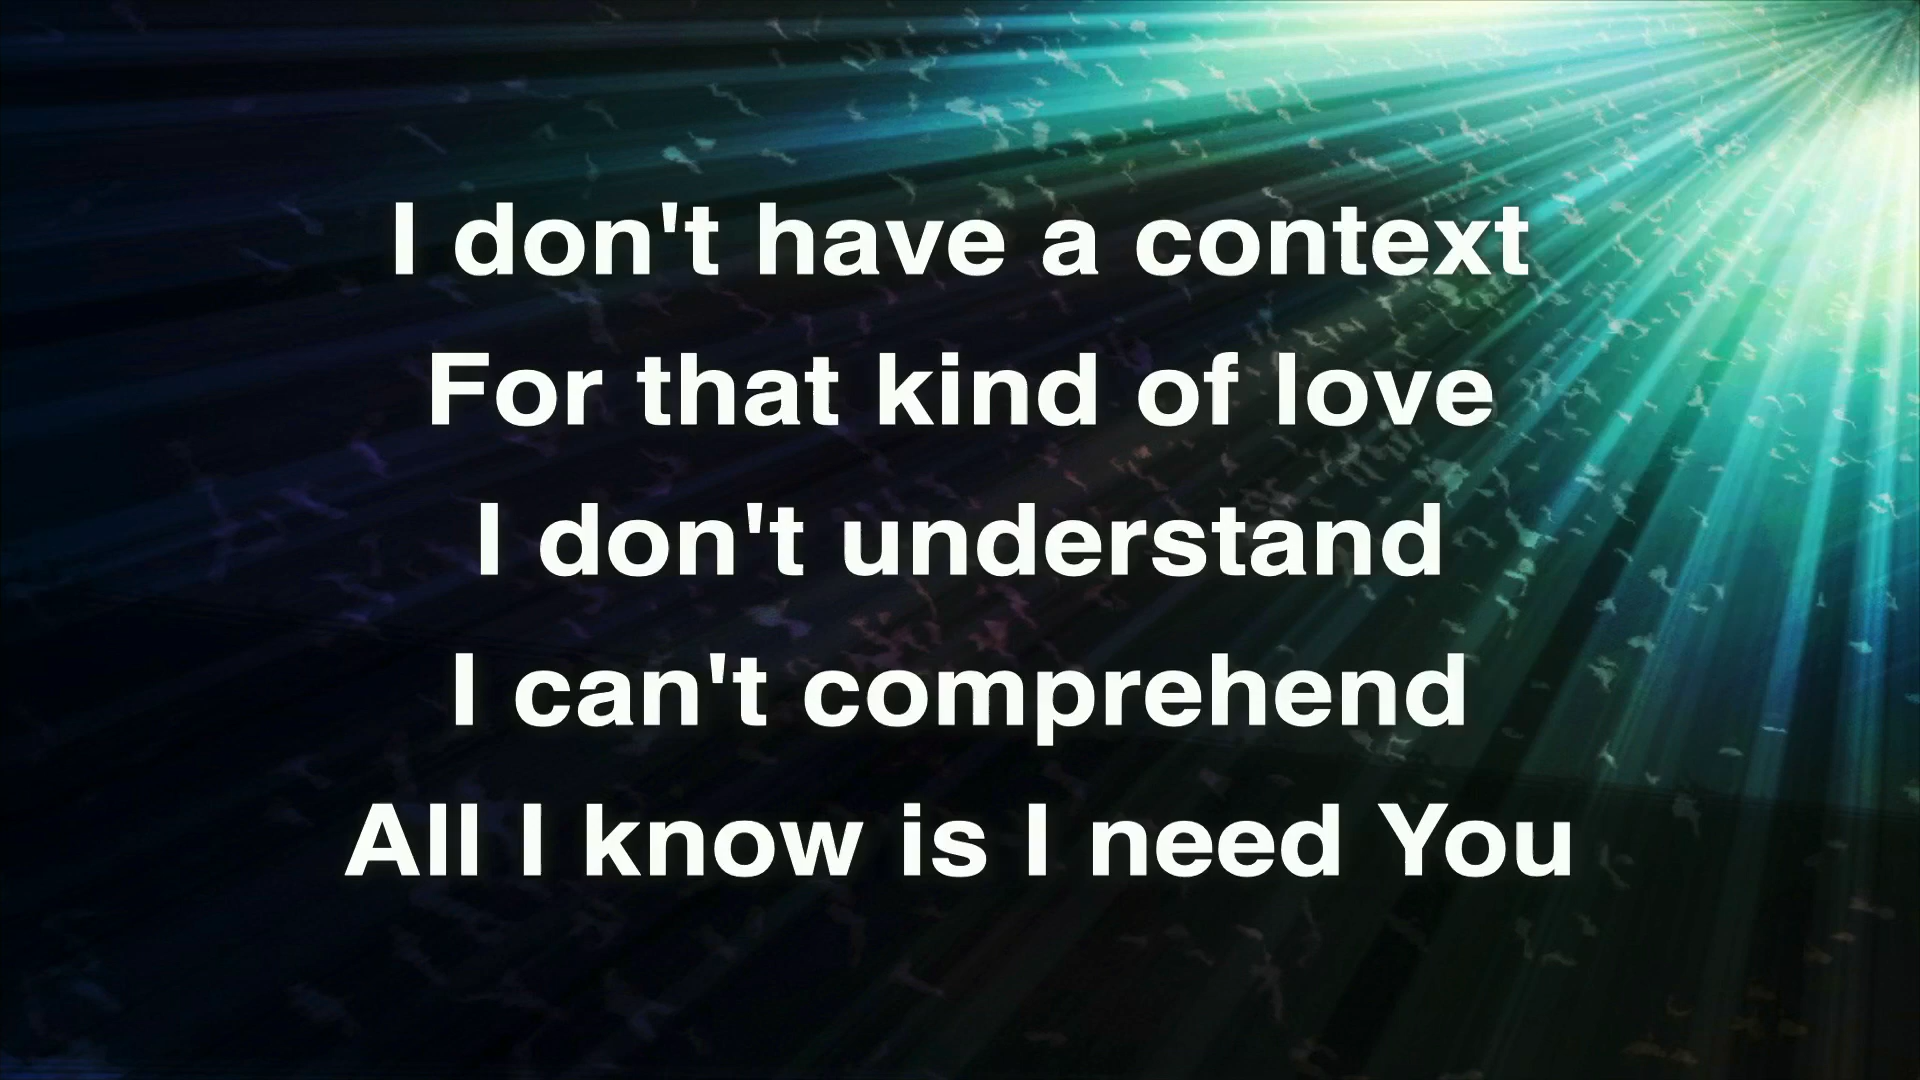 I don't have a context
For that kind of love
I don't understand
I can't comprehend
All I know is I need You